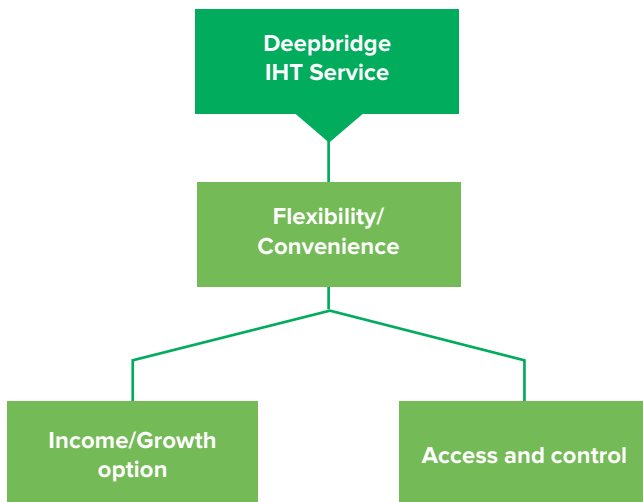 Deepbridge
IHT Service
Flexibility/
Convenience
Income/Growth
option
Access and control